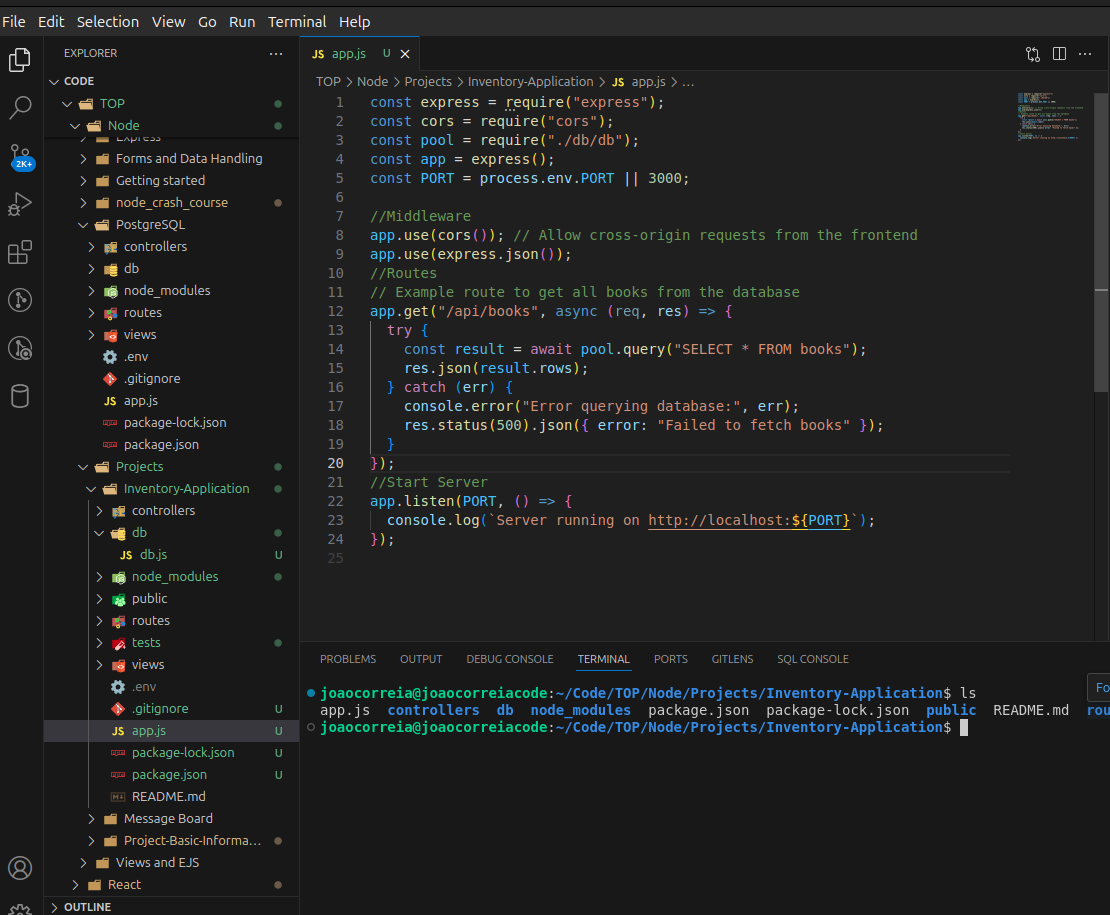 File Edit Selection View Go Run Terminal Help
EXPLORER
CODE
TOP
Node
Express
Forms and Data Handling
Getting started
node_crash_course
PostgreSQL
controllers
db
node_modules
routes
views
.env
.gitignore
JS app.js
package-lock.json
package.json
Projects
Inventory-Application
controllers
db
JS db.js U
node_modules
public
routes
tests
views
.env
.gitignore U
JS app.js U
package-lock.json U
package.json U
README.md
Message Board
Project-Basic-Informa...
Views and EJS
React
OUTLINE
2K+
JS app.js U
TOP > Node > Projects > Inventory-Application > JS app.js > ...
1 const express = require("express");
2 const cors = require("cors");
3 const pool = require("./db/db");
4 const app = express();
5 const PORT = process.env.PORT || 3000;
6
7 //Middleware
8 app.use(cors()); // Allow cross-origin requests from the frontend
9 app.use(express.json());
10 //Routes
11 // Example route to get all books from the database
12 app.get("/api/books", async (req, res) => {
13 try {
14 const result = await pool.query("SELECT * FROM books");
15 res.json(result.rows);
16 } catch (err) {
17 console.error("Error querying database:", err);
18 res.status(500).json({ error: "Failed to fetch books" });
19 }
20 });
21 //Start Server
22 app.listen(PORT, () => {
23 console.log(`Server running on http://localhost:${PORT}`);
24 });
25
PROBLEMS OUTPUT DEBUG CONSOLE TERMINAL PORTS GITLENS SQL CONSOLE
joaocorreia@joaocorreiacode:~/Code/TOP/Node/Projects/Inventory-Application$ ls
app.js controllers db node_modules package.json package-lock.json public README.md rou
joaocorreia@joaocorreiacode:~/Code/TOP/Node/Projects/Inventory-Application$
Fo